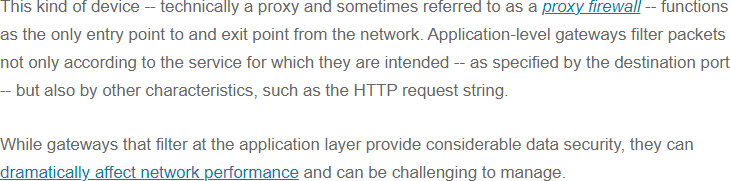 This kind of device -- technically a proxy and sometimes referred to as a proxy firewall -- functions
as the only entry point to and exit point from the network. Application-level gateways filter packets
not only according to the service for which they are intended -- as specified by the destination port
-- but also by other characteristics, such as the HTTP request string.
While gateways that filter at the application layer provide considerable data security, they can
dramatically affect network performance and can be challenging to manage.